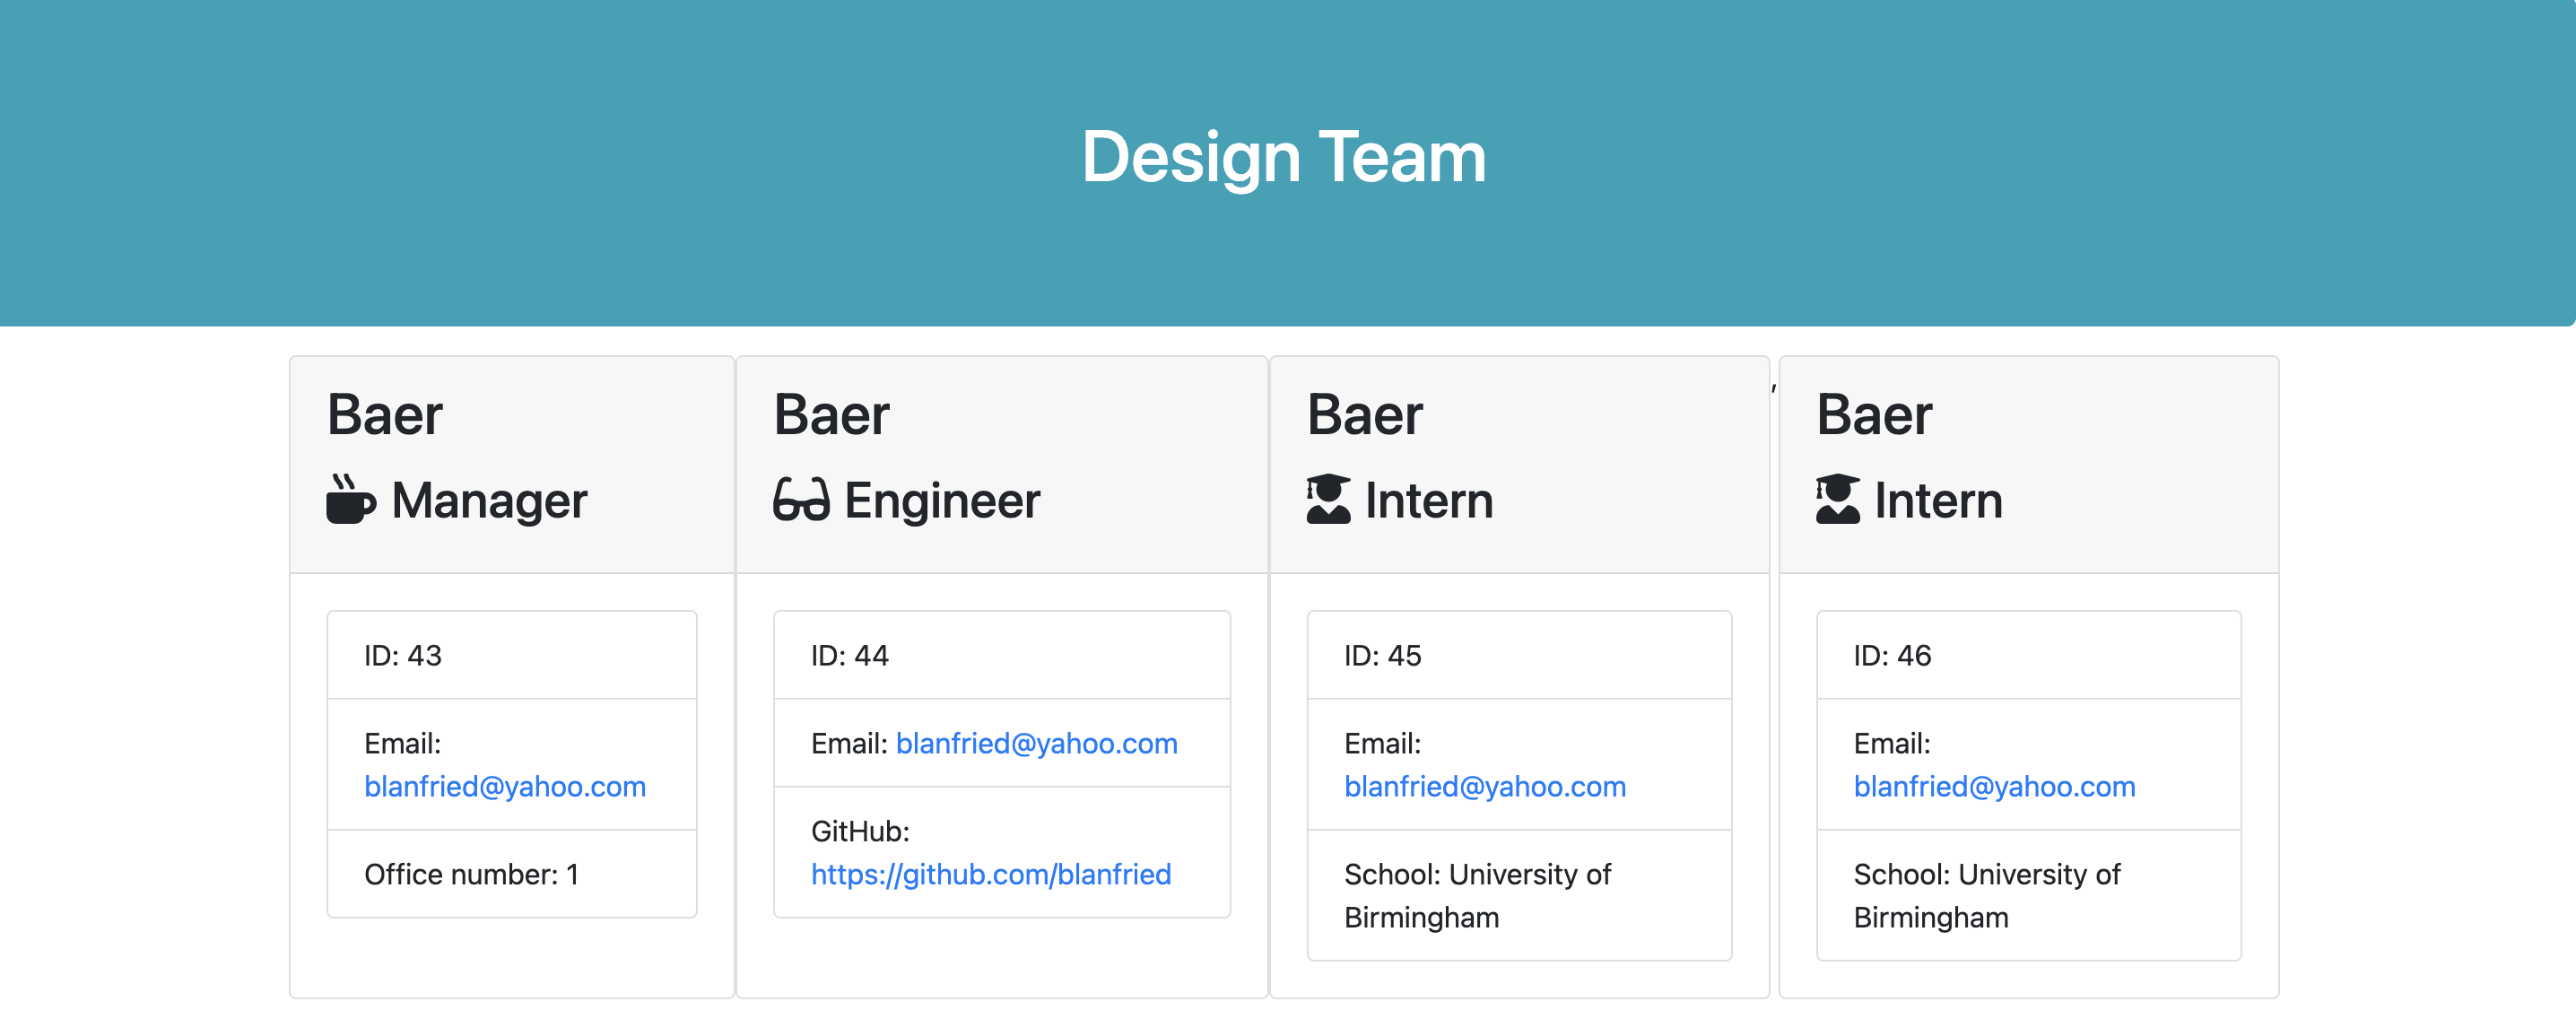 Design Team
Baer
Manager
ID: 43
Email:
blanfried@yahoo.com
Office number: 1
Baer
Engineer
ID: 44
Email: blanfried@yahoo.com
GitHub:
https://github.com/blanfried
Baer
Intern
ID: 45
Email:
blanfried@yahoo.com
School: University of
Birmingham
,
Baer
Intern
ID: 46
Email:
blanfried@yahoo.com
School: University of
Birmingham